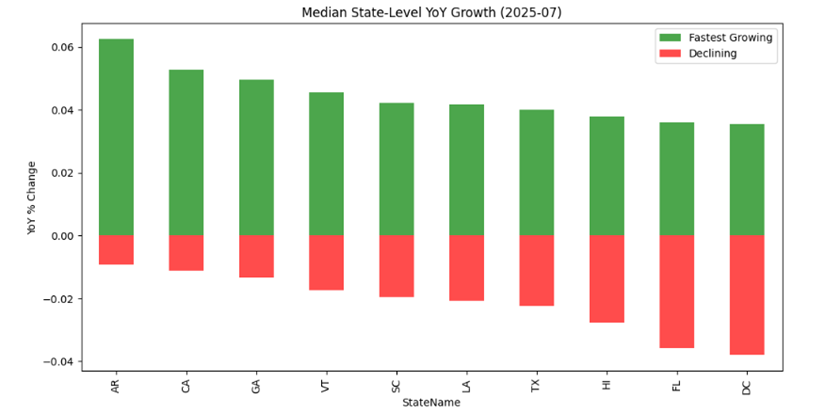 Median State-Level YoY Growth (2025-07)
Fastest Growing
Declining
YoY % Change
0.06
0.04
0.02
0.00
−0.02
−0.04
AR CA GA VT SC LA TX HI FL DC
StateName